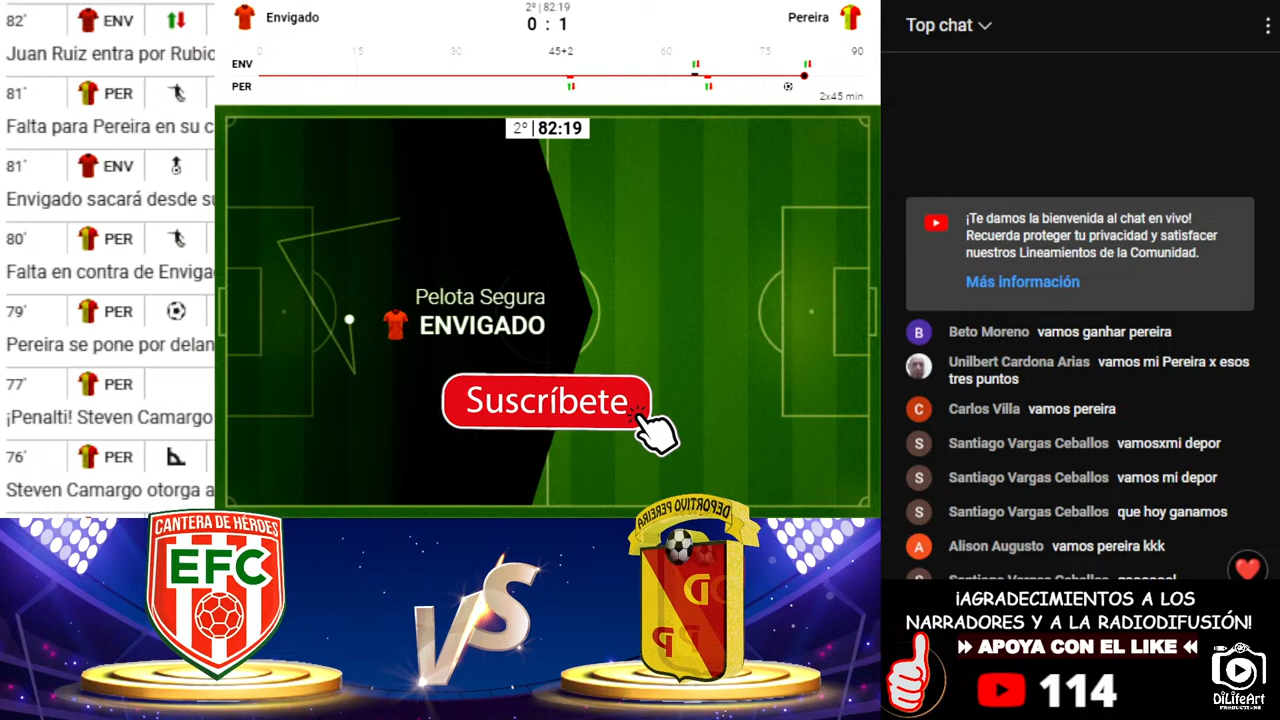 82' ENV
Juan Ruiz entra por Rubio
81' PER
Falta para Pereira en su c
81' ENV
Envigado sacará desde su
80' PER
Falta en contra de Enviga
79' PER
Pereira se pone por delan
77' PER
¡Penalti! Steven Camargo
76' PER
Steven Camargo otorga a
Envigado
2º | 82:19
0 : 1
Pereira
0 15 30 45+2 60 75 90
ENV
PER
2x45 min
2º | 82:19
Pelota Segura
ENVIGADO
Suscríbete
CANTERA DE HÉROES
EFC
VS
DEPORTIVO PEREIRA
Top chat
¡Te damos la bienvenida al chat en vivo!
Recuerda proteger tu privacidad y satisfacer
nuestros Lineamientos de la Comunidad.
Más información
B Beto Moreno vamos ganhar pereira
Unilbert Cardona Arias vamos mi Pereira x esos
tres puntos
C Carlos Villa vamos pereira
S Santiago Vargas Ceballos vamosxmi depor
S Santiago Vargas Ceballos vamos mi depor
S Santiago Vargas Ceballos que hoy ganamos
A Alison Augusto vamos pereira kkk
¡AGRADECIMIENTOS A LOS
NARRADORES Y A LA RADIODIFUSIÓN!
APOYA CON EL LIKE
114
DiLifeArt
PRODUCTIONS